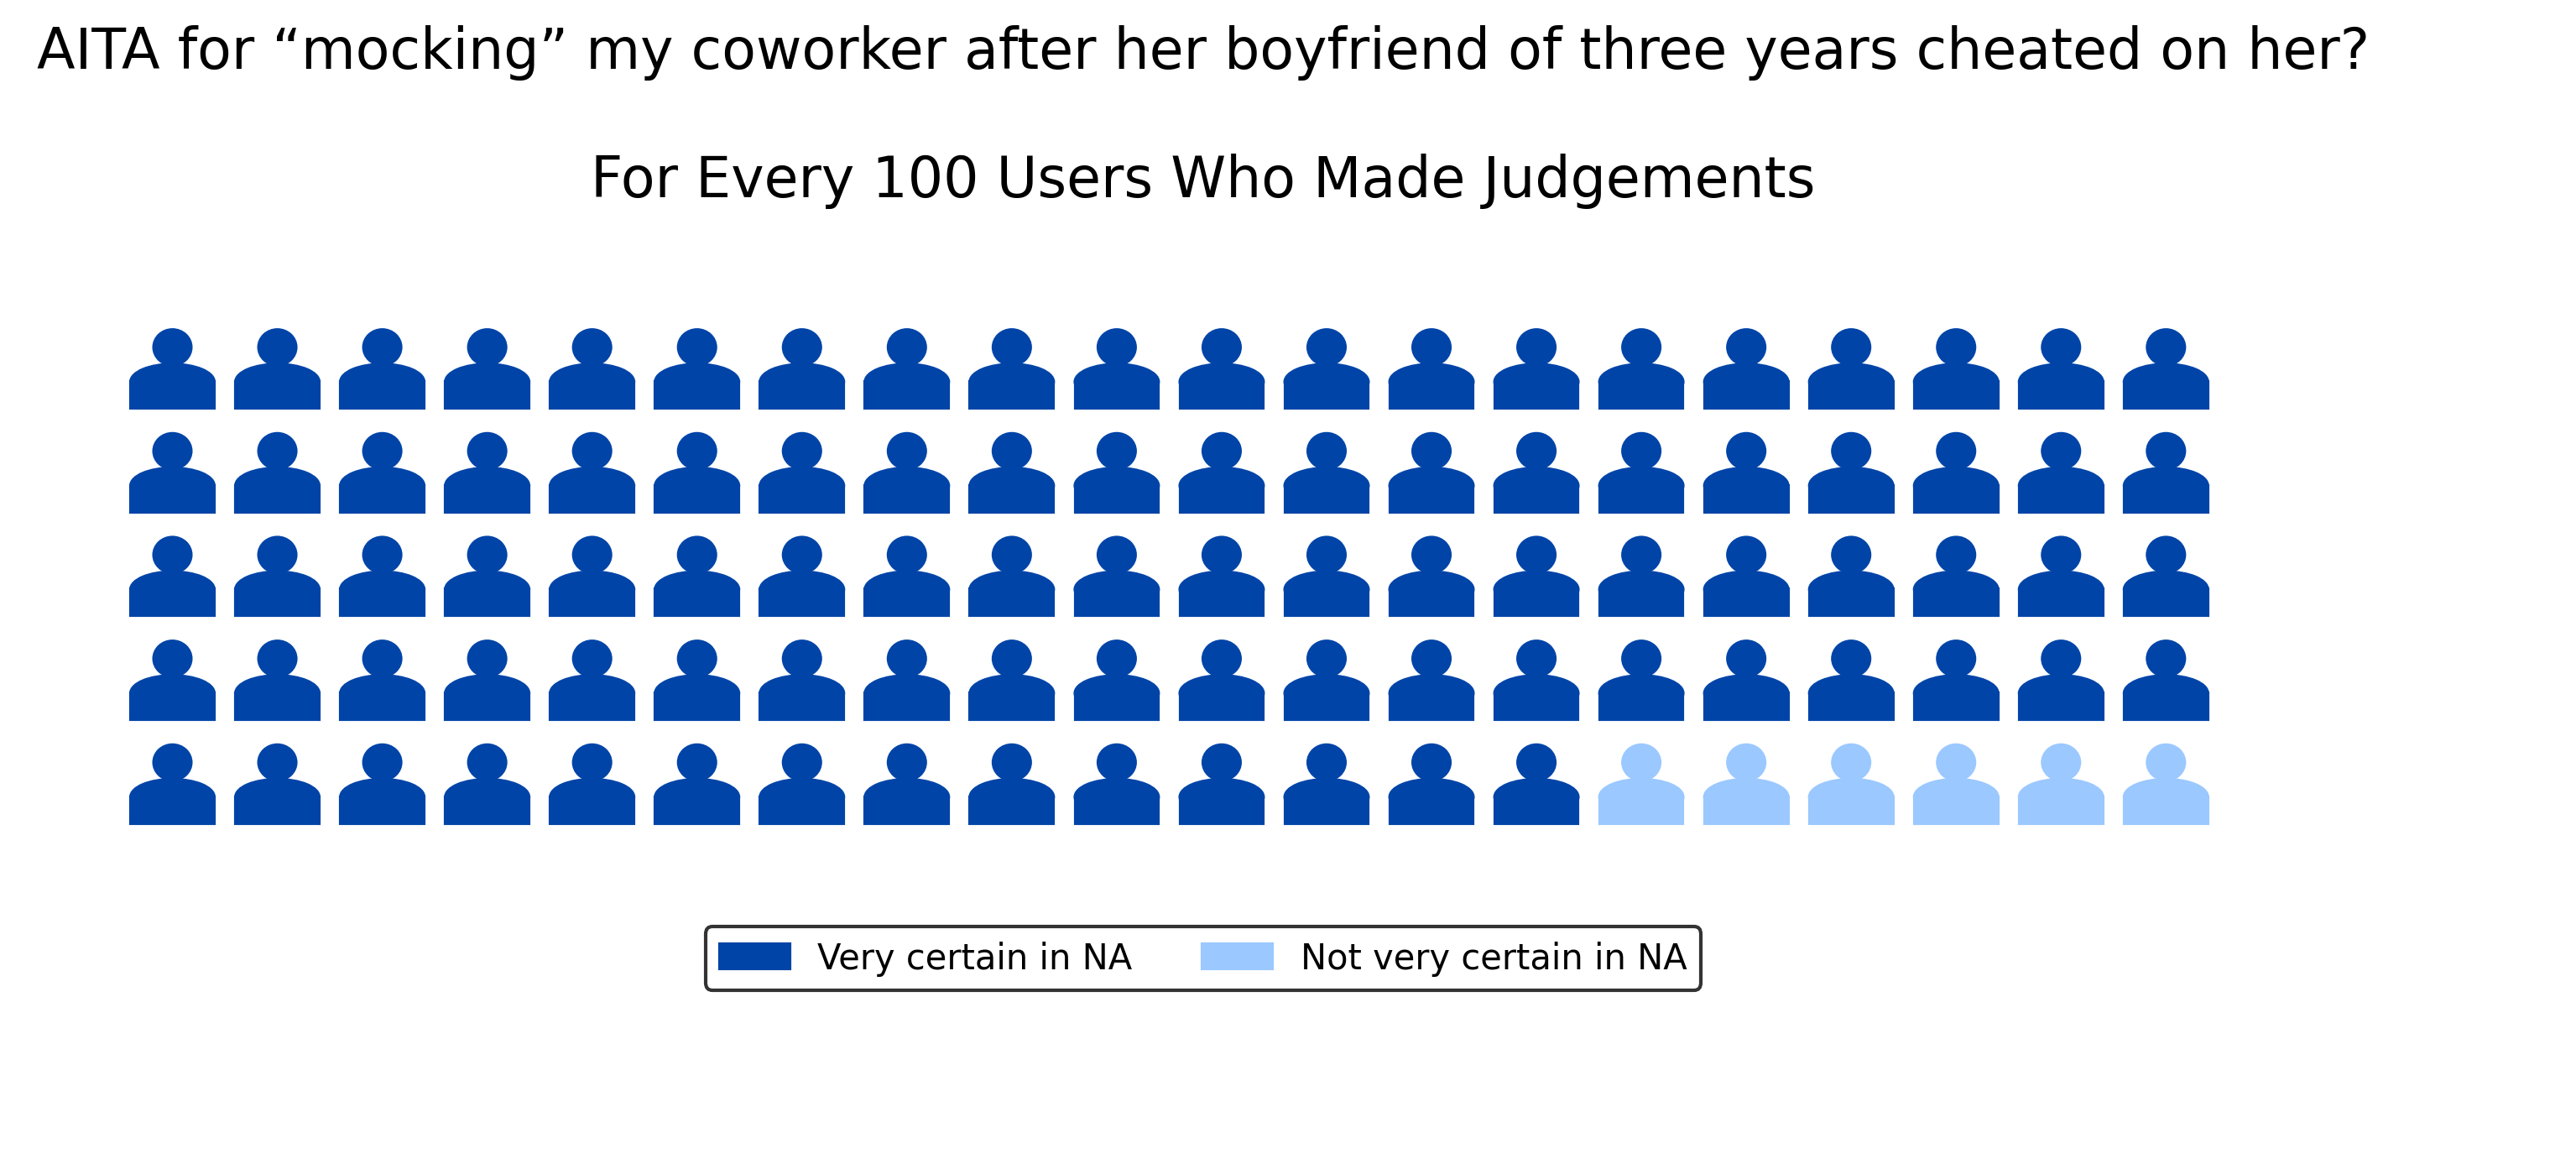 AITA for “mocking” my coworker after her boyfriend of three years cheated on her?
For Every 100 Users Who Made Judgements
Very certain in NA
Not very certain in NA